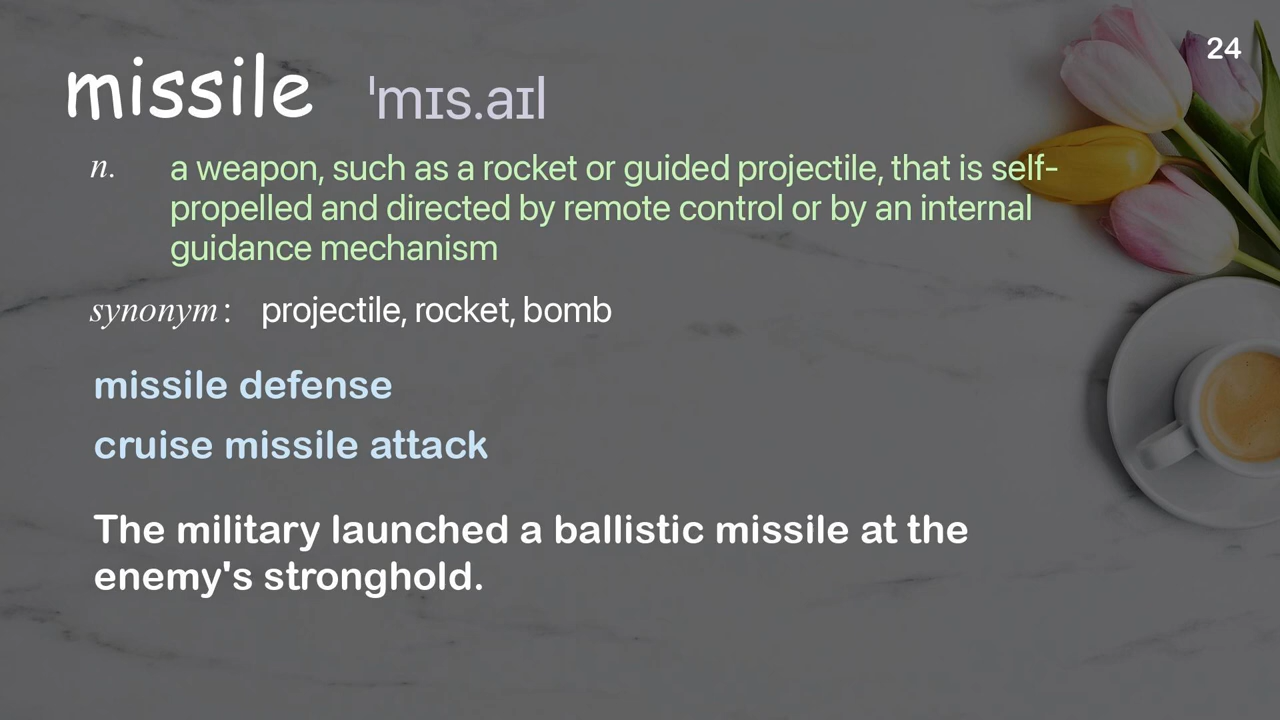 24
missile ˈmɪs.aɪl
n. a weapon, such as a rocket or guided projectile, that is self-
propelled and directed by remote control or by an internal
guidance mechanism
synonym: projectile, rocket, bomb
missile defense
cruise missile attack
The military launched a ballistic missile at the
enemy's stronghold.